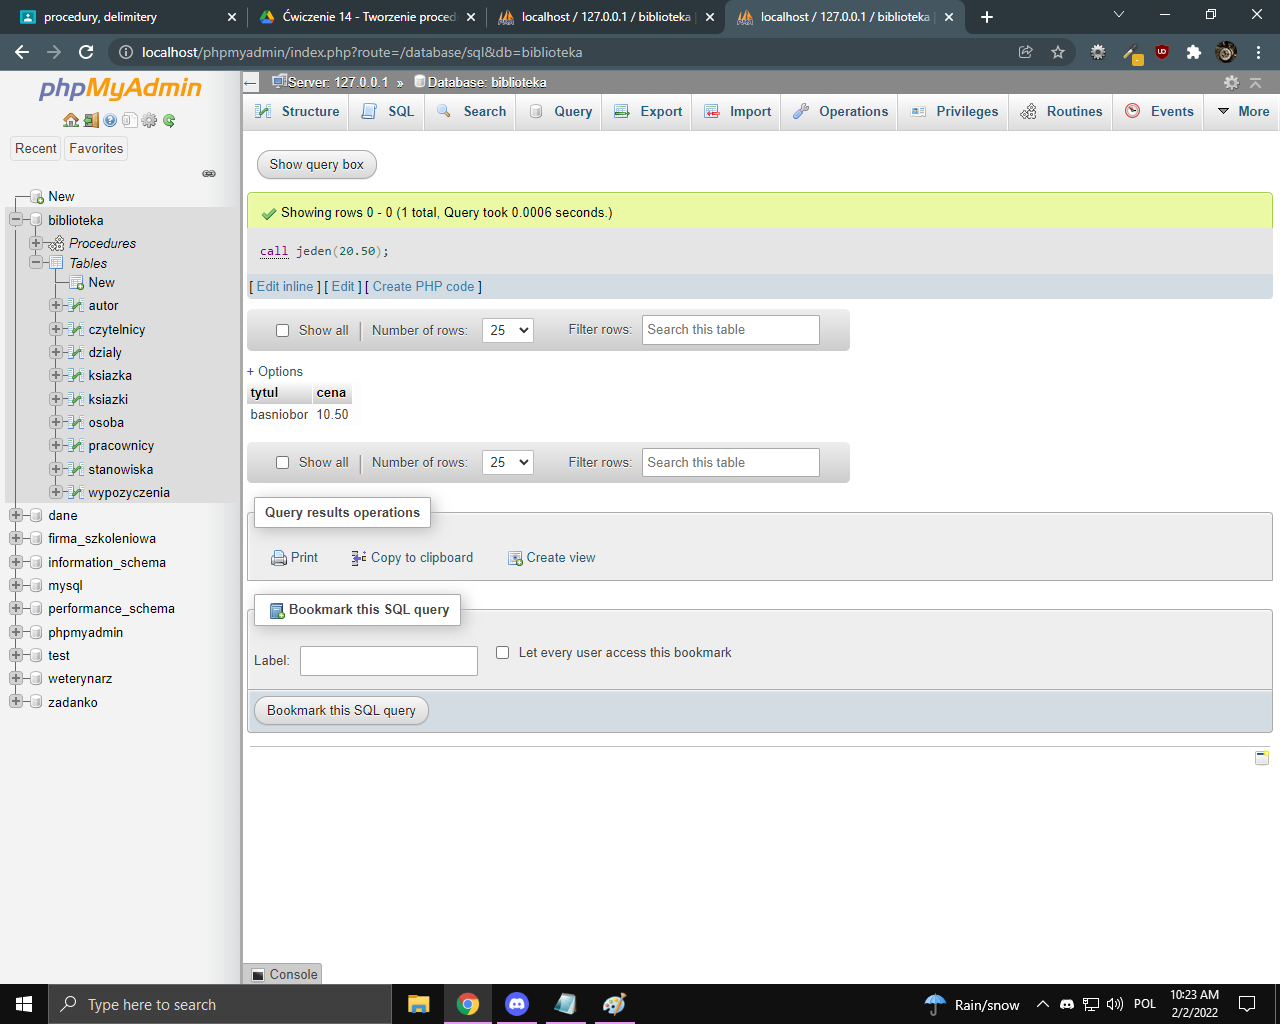 procedury, delimitery
Ćwiczenie 14 - Tworzenie proced
localhost / 127.0.0.1 / biblioteka
localhost / 127.0.0.1 / biblioteka
localhost/phpmyadmin/index.php?route=/database/sql&db=biblioteka
phpMyAdmin
Recent
Favorites
New
biblioteka
Procedures
Tables
New
autor
czytelnicy
dzialy
ksiazka
ksiazki
osoba
pracownicy
stanowiska
wypozyczenia
dane
firma_szkoleniowa
information_schema
mysql
performance_schema
phpmyadmin
test
weterynarz
zadanko
Server: 127.0.0.1 » Database: biblioteka
Structure SQL Search Query Export Import Operations Privileges Routines Events More
Show query box
Showing rows 0 - 0 (1 total, Query took 0.0006 seconds.)
call jeden(20.50);
[ Edit inline ] [ Edit ] [ Create PHP code ]
Show all | Number of rows: 25 Filter rows: Search this table
+ Options
tytul cena
basniobor 10.50
Show all | Number of rows: 25 Filter rows: Search this table
Query results operations
Print Copy to clipboard Create view
Bookmark this SQL query
Label: Let every user access this bookmark
Bookmark this SQL query
Console
Type here to search
Rain/snow
POL
10:23 AM
2/2/2022